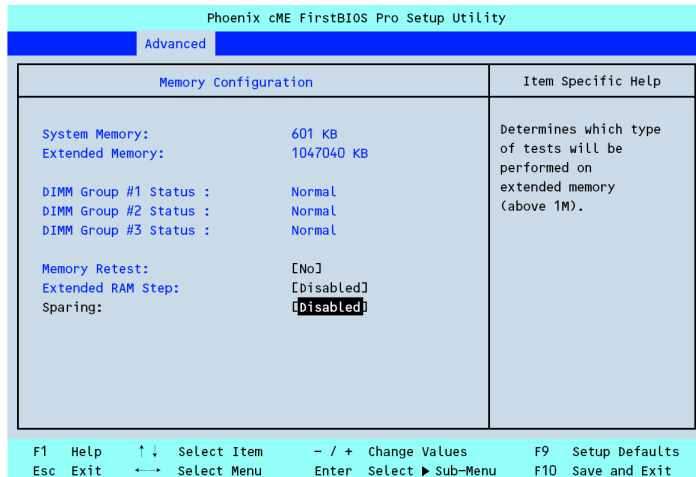 Phoenix cME FirstBIOS Pro Setup Utility
Advanced
Memory Configuration
Item Specific Help
System Memory: 601 KB
Extended Memory: 1047040 KB
DIMM Group #1 Status : Normal
DIMM Group #2 Status : Normal
DIMM Group #3 Status : Normal
Memory Retest: [No]
Extended RAM Step: [Disabled]
Sparing: [Disabled]
Determines which type
of tests will be
performed on
extended memory
(above 1M).
F1 Help ↑↓ Select Item – / + Change Values F9 Setup Defaults
Esc Exit ←→ Select Menu Enter Select ▶ Sub-Menu F10 Save and Exit